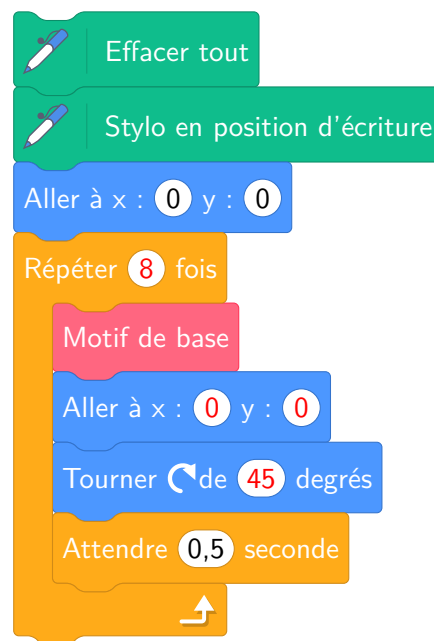 Effacer tout
Stylo en position d'écriture
Aller à x : 0 y : 0
Répéter 8 fois
Motif de base
Aller à x : 0 y : 0
Tourner de 45 degrés
Attendre 0,5 seconde